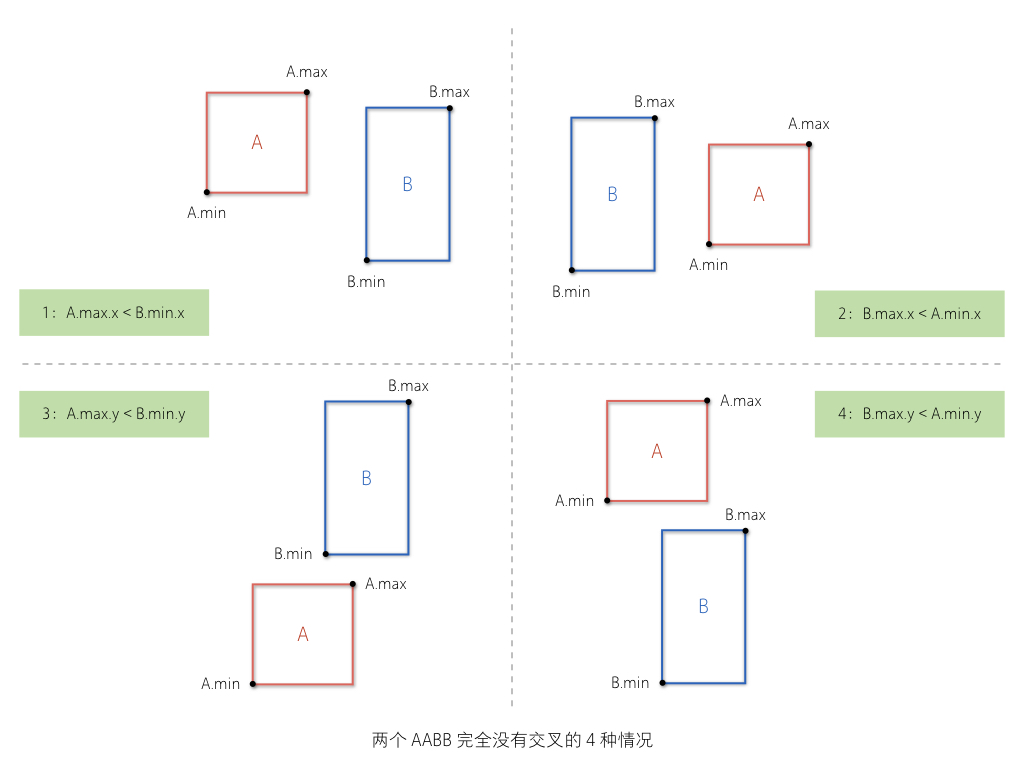 A.max
A
A.min
B.max
B
B.min
1：A.max.x < B.min.x
B.max
B
B.min
A.max
A
A.min
2：B.max.x < A.min.x
3：A.max.y < B.min.y
B.max
B
B.min
A.max
A
A.min
4：B.max.y < A.min.y
A.max
A
A.min
B.max
B
B.min
两个 AABB 完全没有交叉的 4 种情况